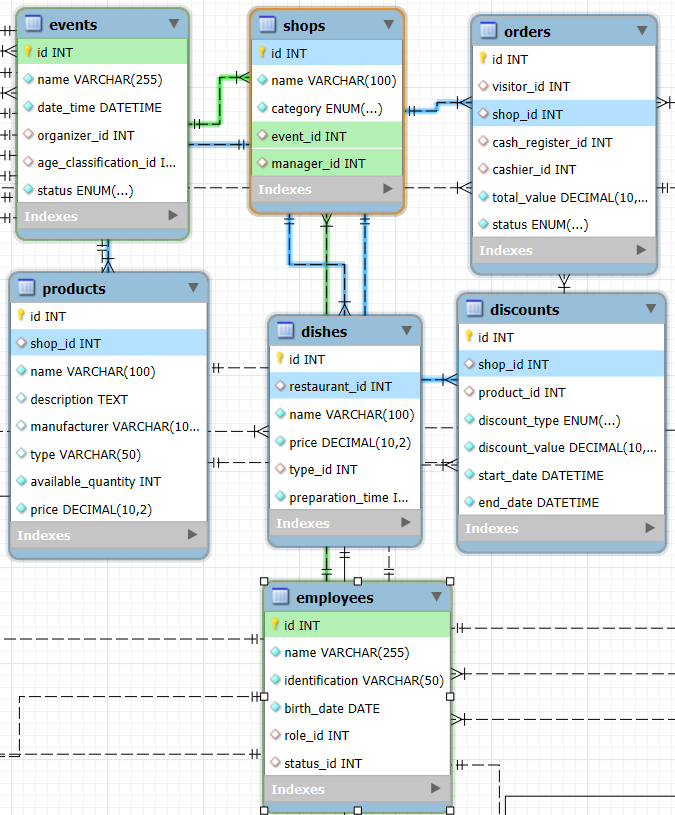 events
id INT
name VARCHAR(255)
date_time DATETIME
organizer_id INT
age_classification_id I...
status ENUM(...)
Indexes
shops
id INT
name VARCHAR(100)
category ENUM(...)
event_id INT
manager_id INT
Indexes
orders
id INT
visitor_id INT
shop_id INT
cash_register_id INT
cashier_id INT
total_value DECIMAL(10,...
status ENUM(...)
Indexes
products
id INT
shop_id INT
name VARCHAR(100)
description TEXT
manufacturer VARCHAR(10...
type VARCHAR(50)
available_quantity INT
price DECIMAL(10,2)
Indexes
dishes
id INT
restaurant_id INT
name VARCHAR(100)
price DECIMAL(10,2)
type_id INT
preparation_time I...
Indexes
discounts
id INT
shop_id INT
product_id INT
discount_type ENUM(...)
discount_value DECIMAL(10,...
start_date DATETIME
end_date DATETIME
Indexes
employees
id INT
name VARCHAR(255)
identification VARCHAR(50)
birth_date DATE
role_id INT
status_id INT
Indexes